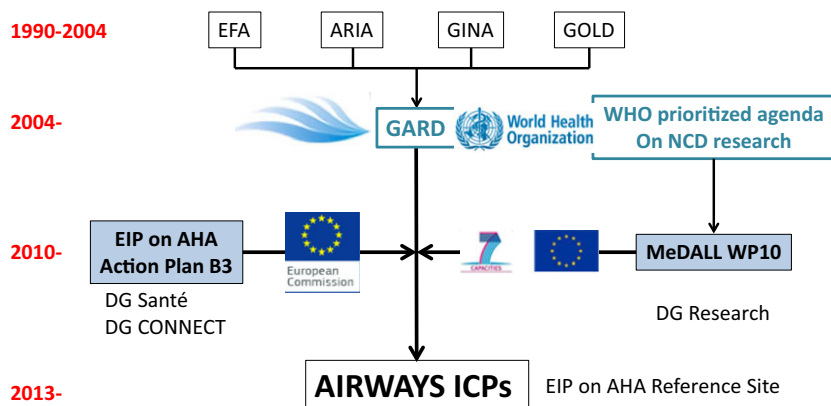 1990-2004
EFA
ARIA
GINA
GOLD
2004-
GARD
World Health
Organization
WHO prioritized agenda
On NCD research
2010-
EIP on AHA
Action Plan B3
European
Commission
7
CAPACITIES
MeDALL WP10
DG Santé
DG CONNECT
DG Research
2013-
AIRWAYS ICPs
EIP on AHA Reference Site